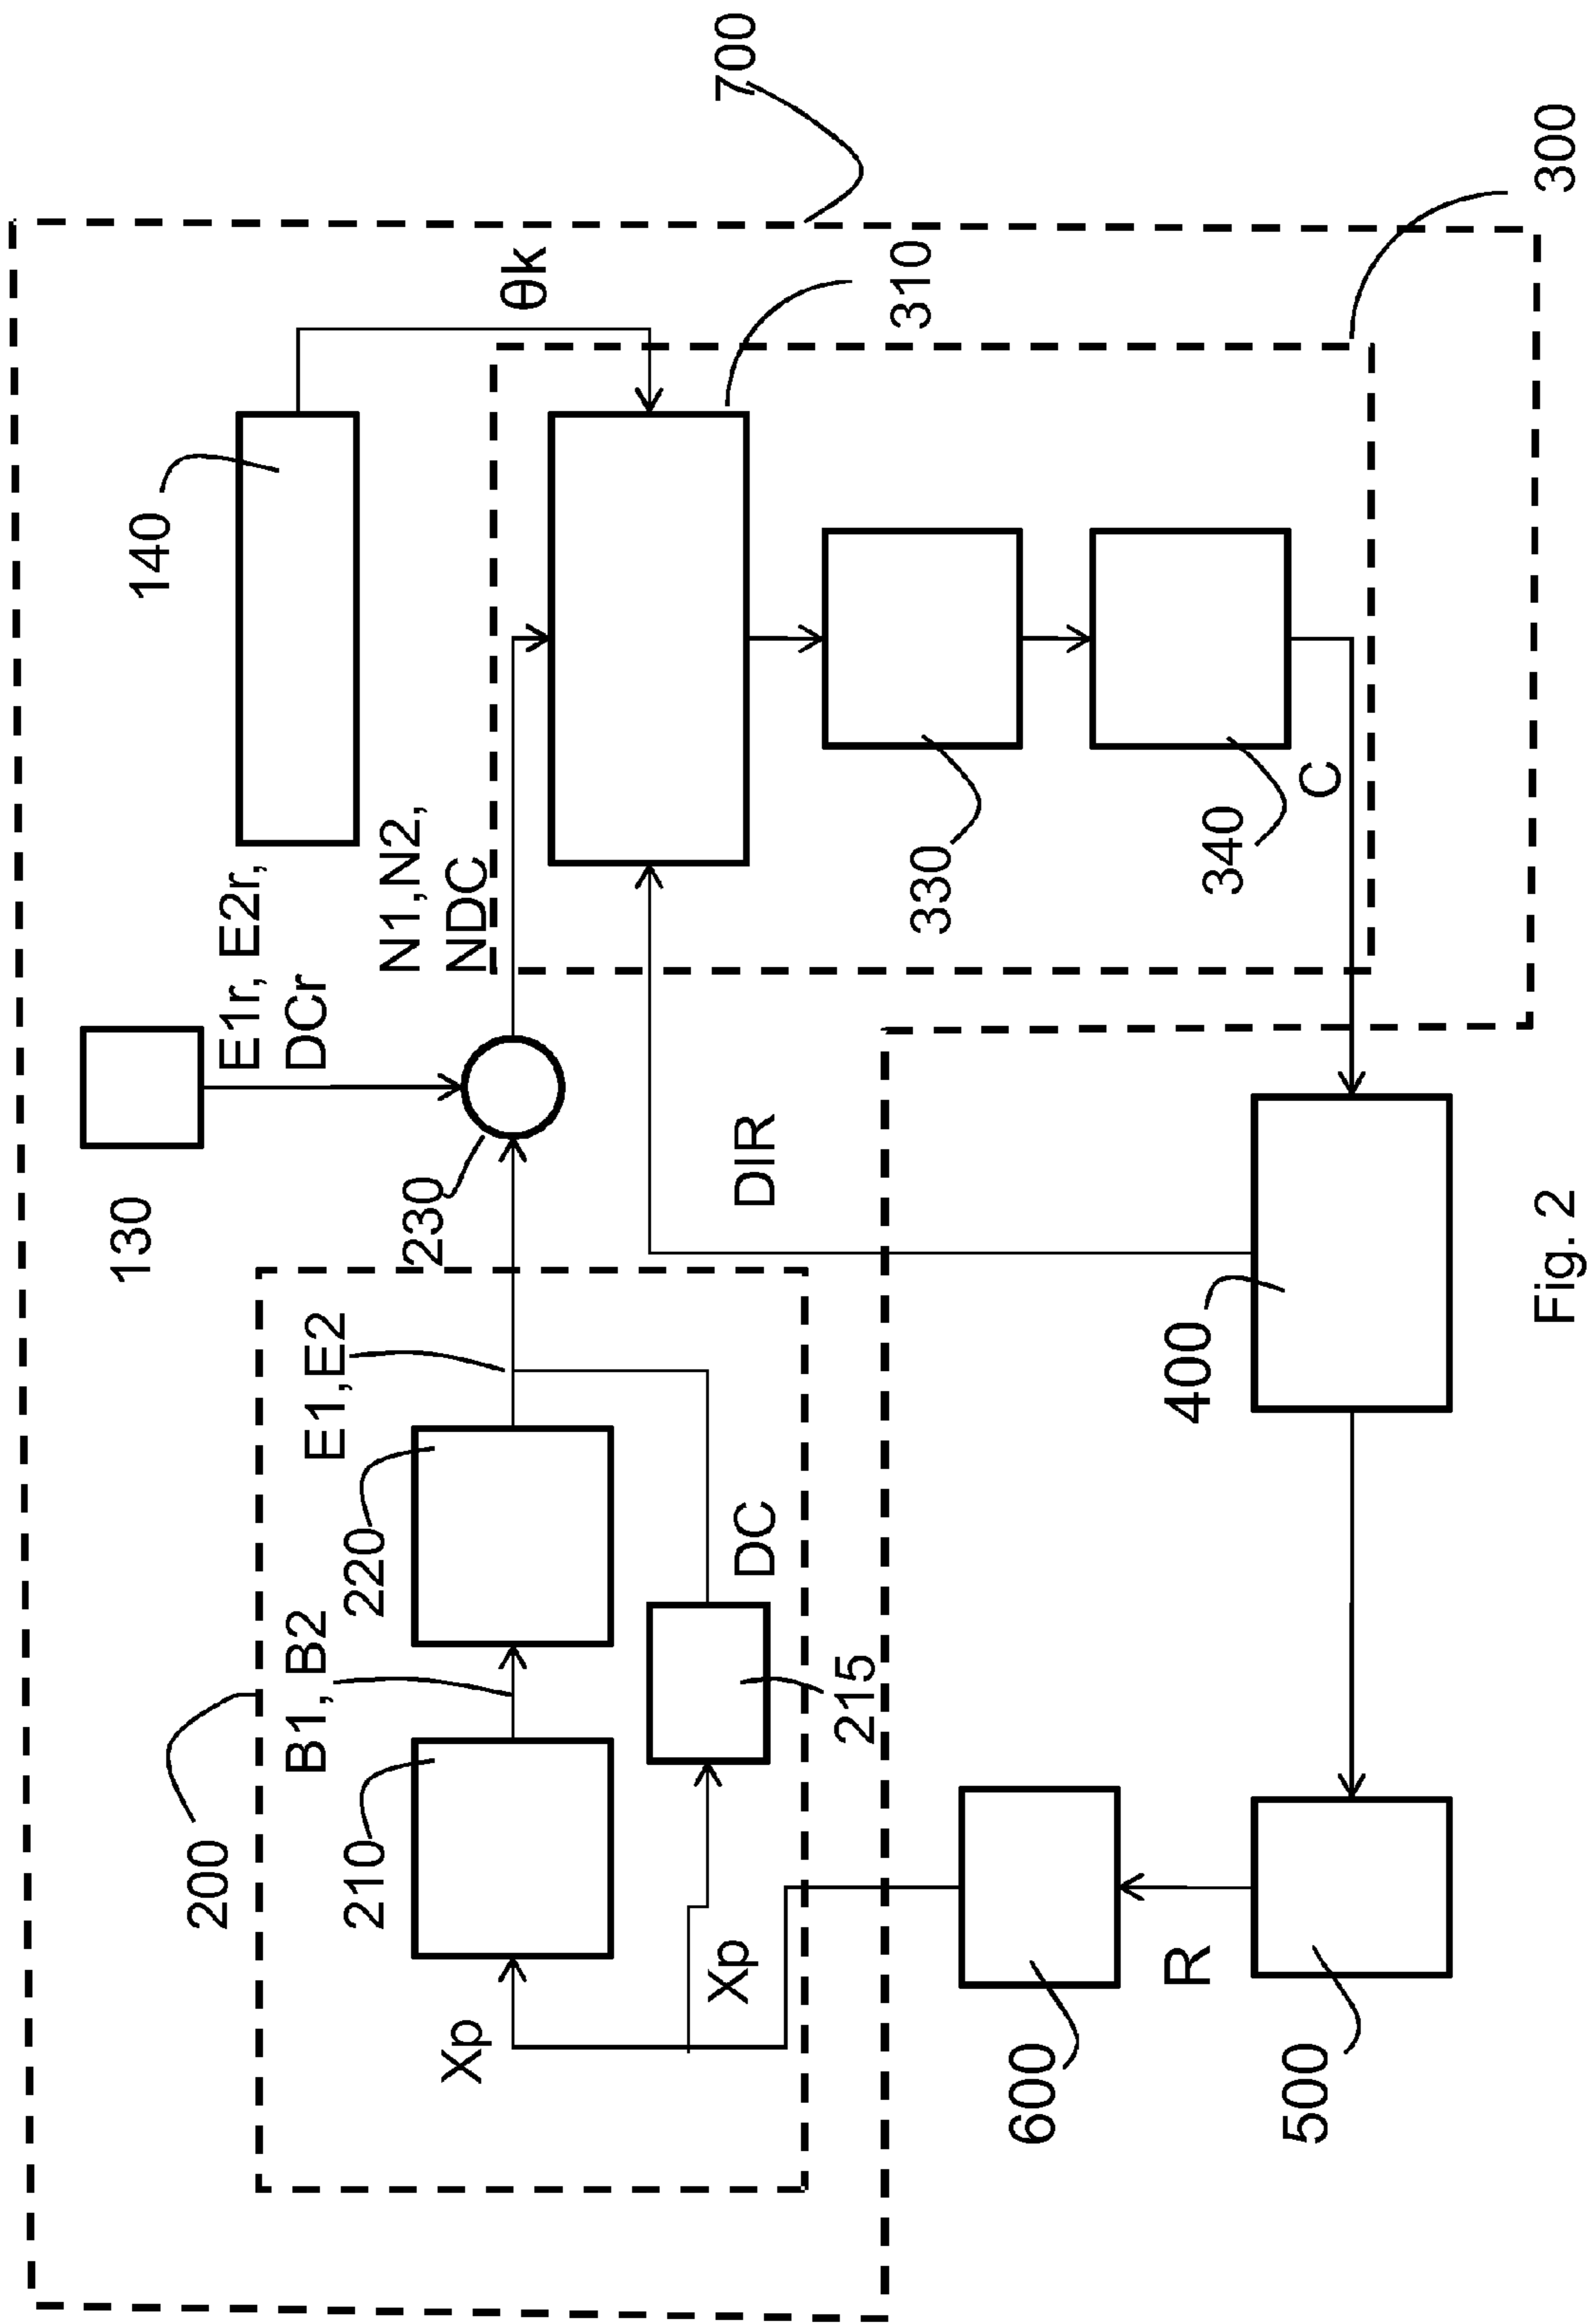 700
θk
140
130
E1r, E2r,
DCr
N1,N2,
NDC
310
300
200
B1, B2
E1,E2
230
210
220
330
340
C
Xp
Xp
DC
215
DIR
600
R
400
500
Fig. 2